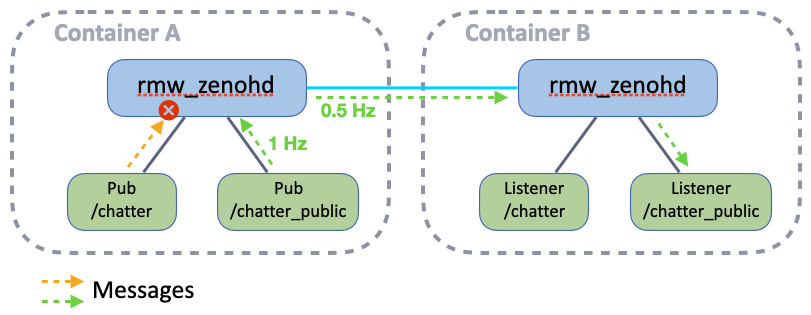 Container A
Container B
rmw_zenohd
rmw_zenohd
0.5 Hz
1 Hz
Pub
/chatter
Pub
/chatter_public
Listener
/chatter
Listener
/chatter_public
Messages